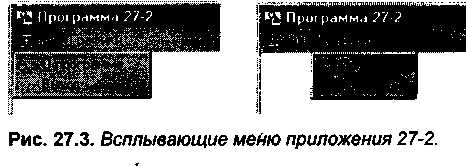 Программа 27-2
Программа 27-2
Рис. 27.3. Всплывающие меню приложения 27-2.